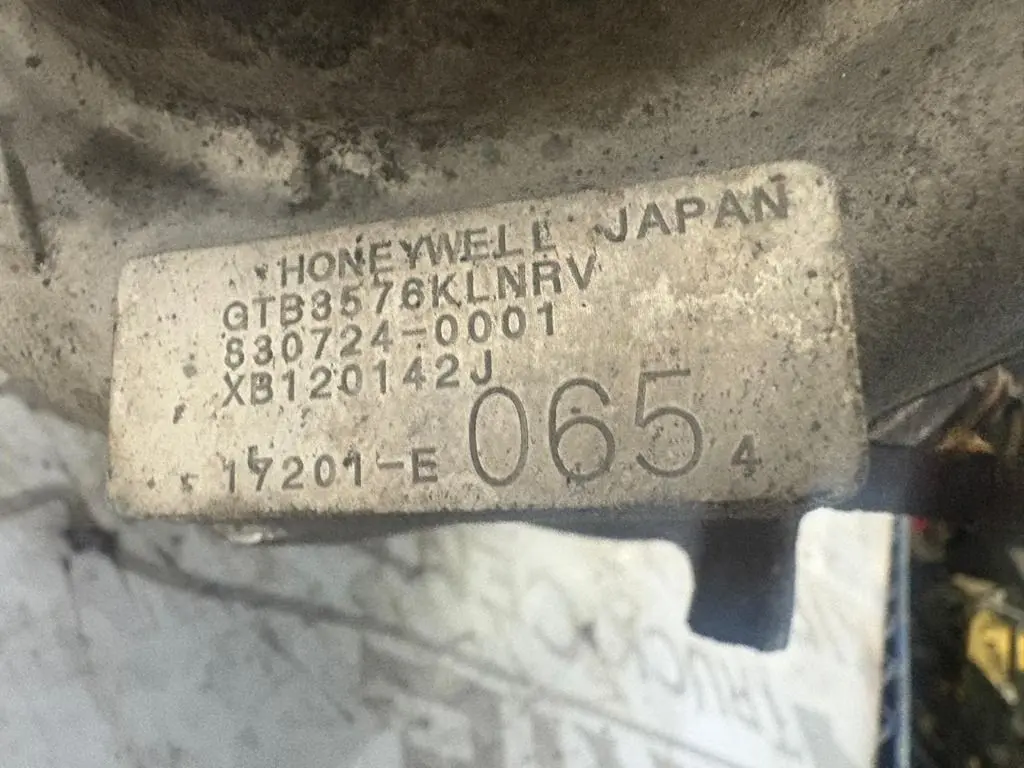 HONEYWELL JAPAN
GTB3576KLNRV
830724-0001
XB120142J
17201-E 065 4